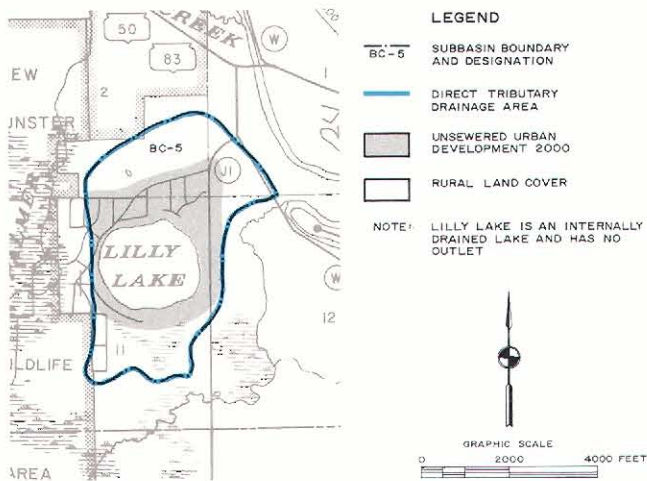 50
CREEK
W
83
EW
2
1
UNSTER
BC-5
J1
LILLY
LAKE
W
12
11
ILDLIFE
AREA
LEGEND
BC-5
SUBBASIN BOUNDARY
AND DESIGNATION
DIRECT TRIBUTARY
DRAINAGE AREA
UNSEWERED URBAN
DEVELOPMENT 2000
RURAL LAND COVER
NOTE: LILLY LAKE IS AN INTERNALLY
DRAINED LAKE AND HAS NO
OUTLET
GRAPHIC SCALE
0 2000 4000 FEET